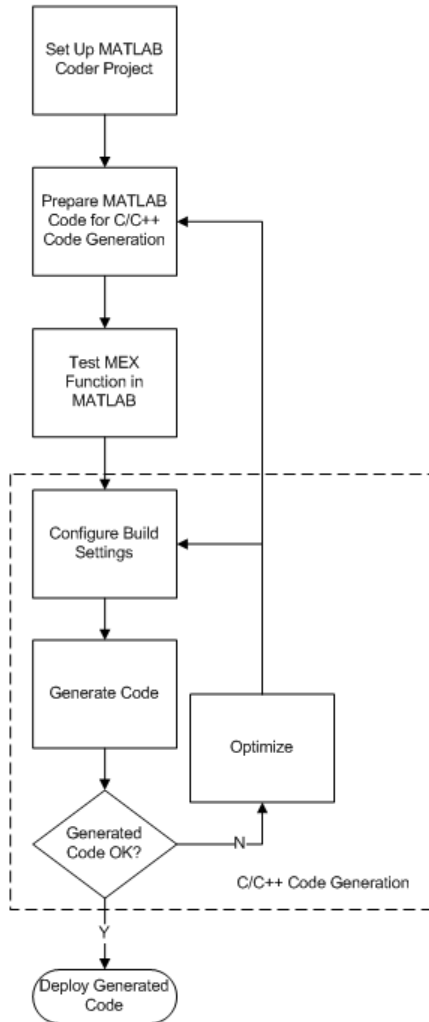 Set Up MATLAB
Coder Project
Prepare MATLAB
Code for C/C++
Code Generation
Test MEX
Function in
MATLAB
Configure Build
Settings
Generate Code
Optimize
Generated
Code OK?
N
C/C++ Code Generation
Y
Deploy Generated
Code